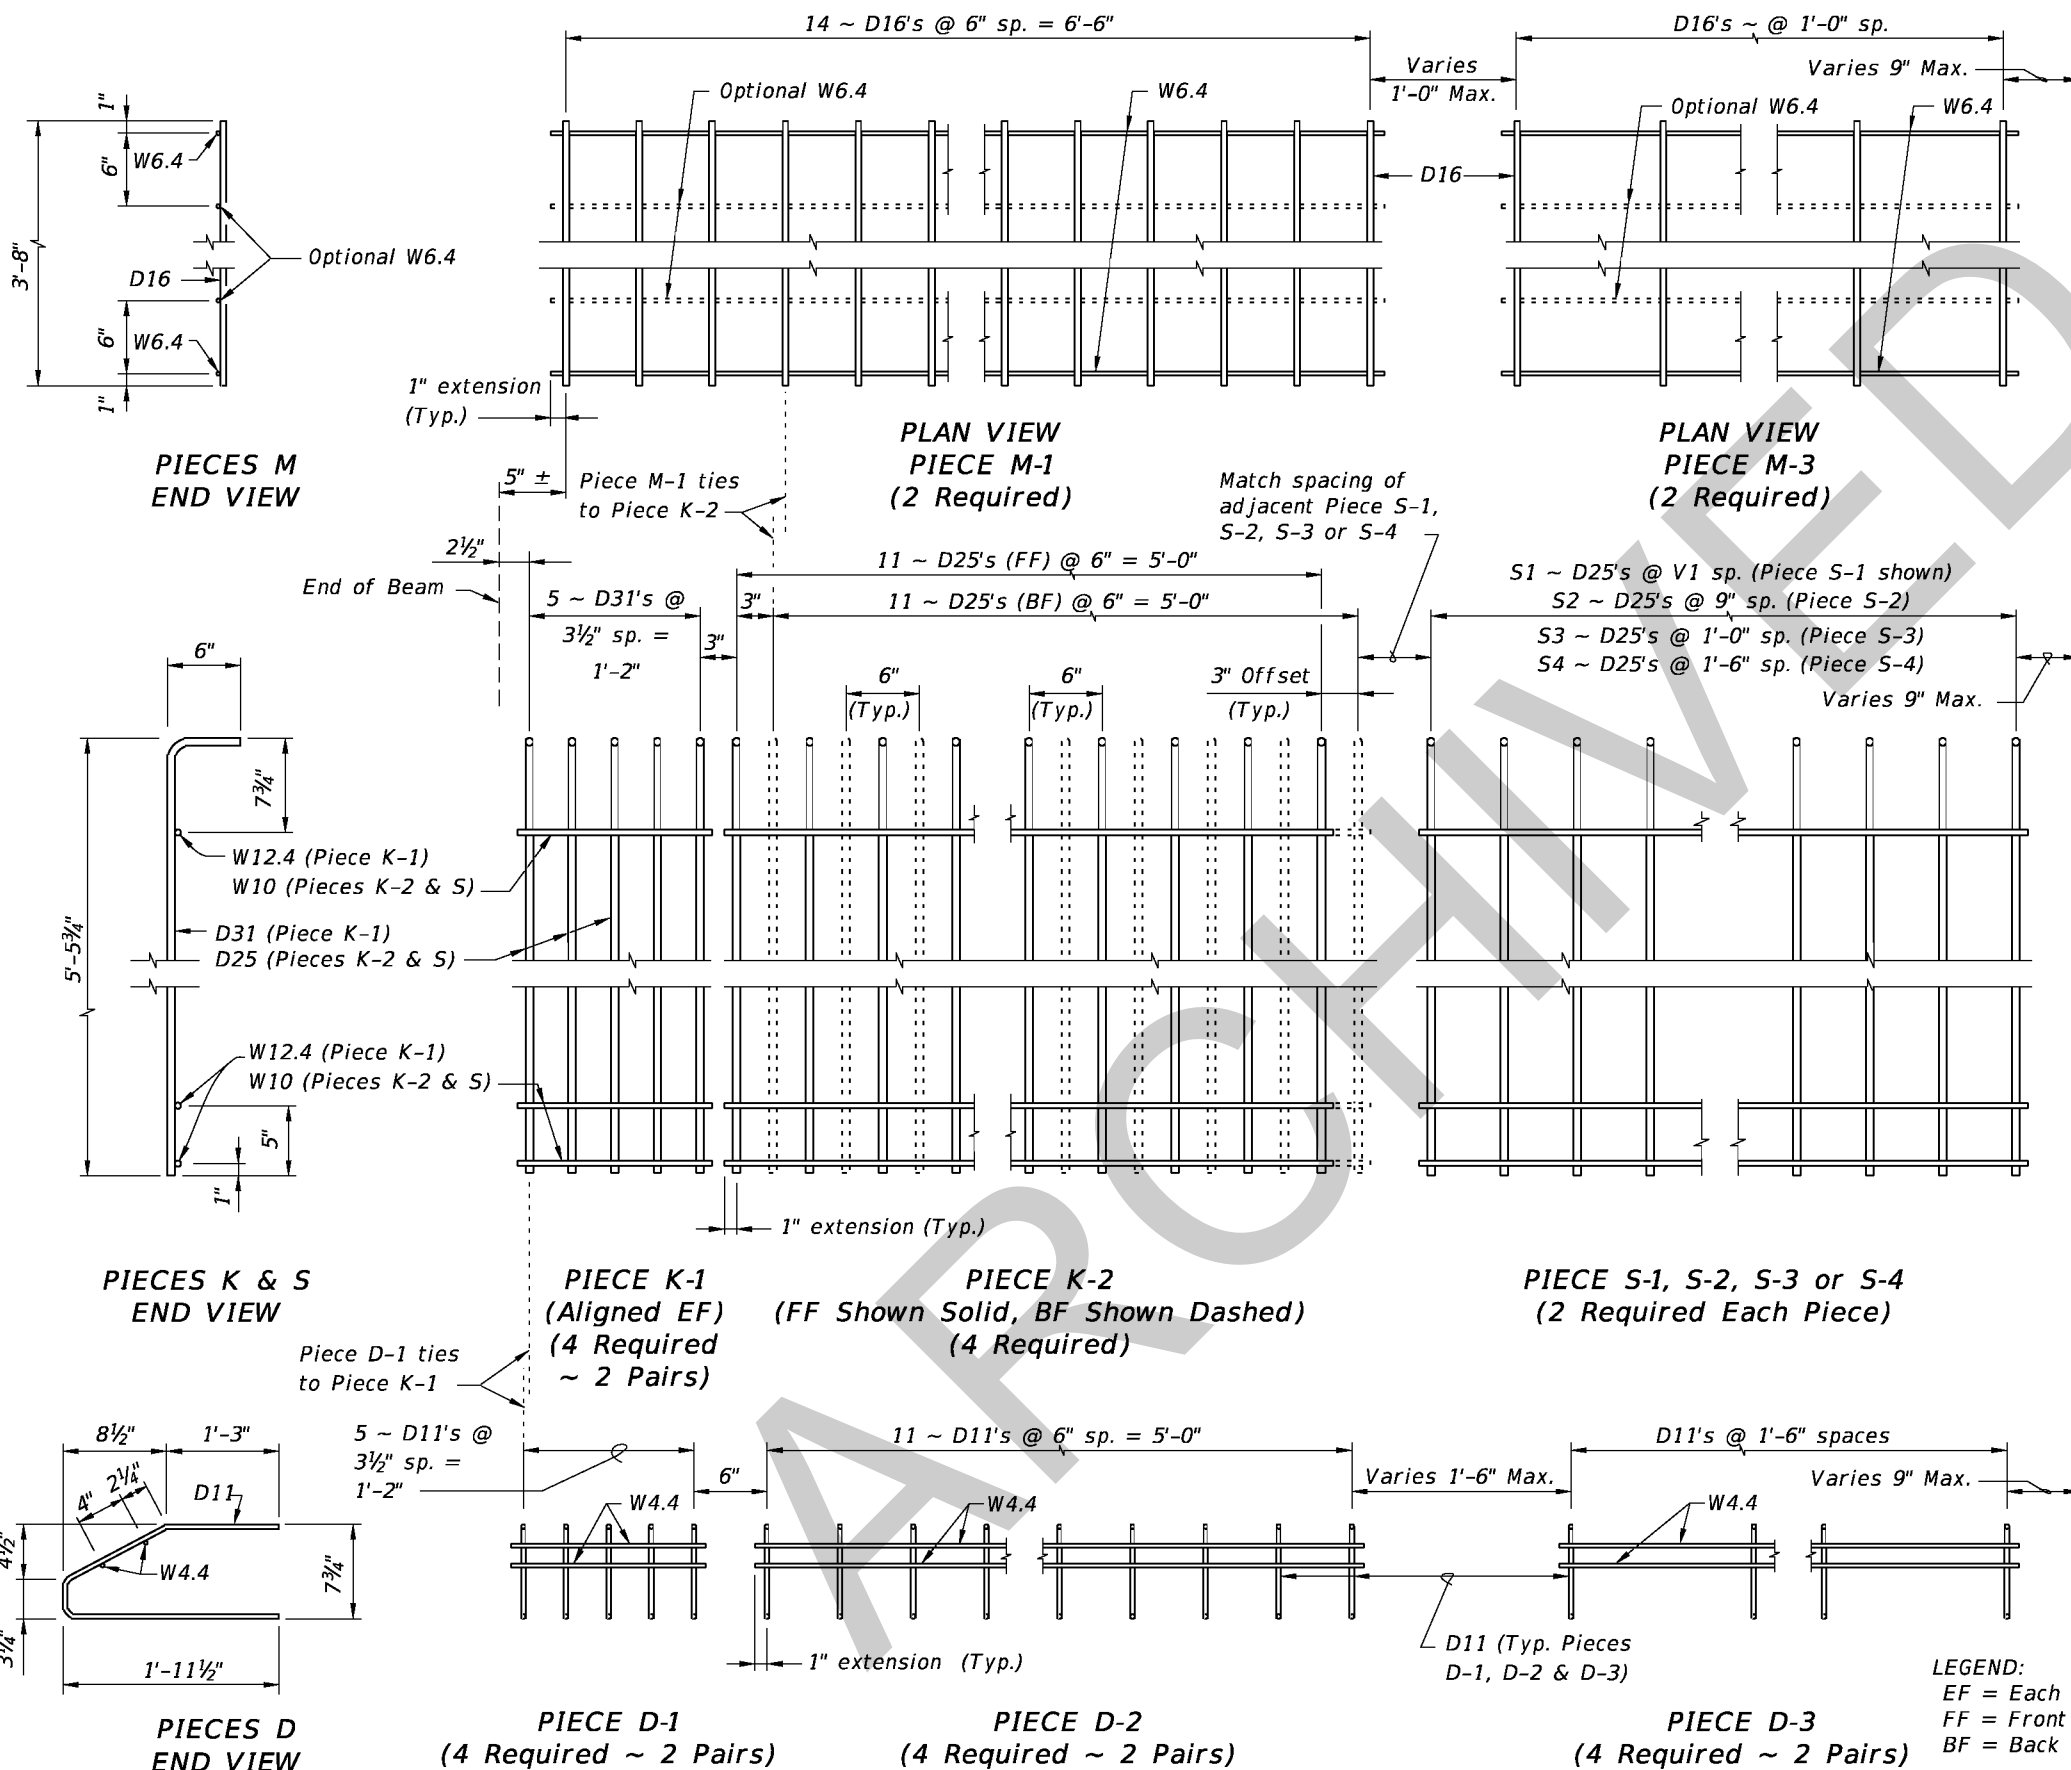 14 ~ D16's @ 6" sp. = 6'-6"
D16's ~ @ 1'-0" sp.
Varies
1'-0" Max.
Varies 9" Max.
1"
6"
W6.4
3'-8"
Optional W6.4
D16
6"
W6.4
1"
Optional W6.4
W6.4
D16
Optional W6.4
W6.4
1" extension
(Typ.)
PIECES M
END VIEW
PLAN VIEW
PIECE M-1
(2 Required)
PLAN VIEW
PIECE M-3
(2 Required)
5" ±
Piece M-1 ties
to Piece K-2
Match spacing of
adjacent Piece S-1,
S-2, S-3 or S-4
2½"
End of Beam
5 ~ D31's @
3½" sp. =
1'-2"
3"
3"
11 ~ D25's (FF) @ 6" = 5'-0"
11 ~ D25's (BF) @ 6" = 5'-0"
S1 ~ D25's @ V1 sp. (Piece S-1 shown)
S2 ~ D25's @ 9" sp. (Piece S-2)
S3 ~ D25's @ 1'-0" sp. (Piece S-3)
S4 ~ D25's @ 1'-6" sp. (Piece S-4)
Varies 9" Max.
6"
(Typ.)
6"
(Typ.)
3" Offset
(Typ.)
6"
7¾"
5'-5¾"
W12.4 (Piece K-1)
W10 (Pieces K-2 & S)
D31 (Piece K-1)
D25 (Pieces K-2 & S)
W12.4 (Piece K-1)
W10 (Pieces K-2 & S)
5"
1"
1" extension (Typ.)
PIECES K & S
END VIEW
PIECE K-1
(Aligned EF)
(4 Required
~ 2 Pairs)
PIECE K-2
(FF Shown Solid, BF Shown Dashed)
(4 Required)
PIECE S-1, S-2, S-3 or S-4
(2 Required Each Piece)
Piece D-1 ties
to Piece K-1
8½"
1'-3"
4"
2¼"
D11
4½"
W4.4
7¾"
3¼"
1'-11½"
5 ~ D11's @
3½" sp. =
1'-2"
6"
W4.4
11 ~ D11's @ 6" sp. = 5'-0"
W4.4
Varies 1'-6" Max.
D11's @ 1'-6" spaces
Varies 9" Max.
W4.4
1" extension (Typ.)
D11 (Typ. Pieces
D-1, D-2 & D-3)
PIECES D
END VIEW
PIECE D-1
(4 Required ~ 2 Pairs)
PIECE D-2
(4 Required ~ 2 Pairs)
PIECE D-3
(4 Required ~ 2 Pairs)
LEGEND:
EF = Each
FF = Front
BF = Back
ARCHIVED